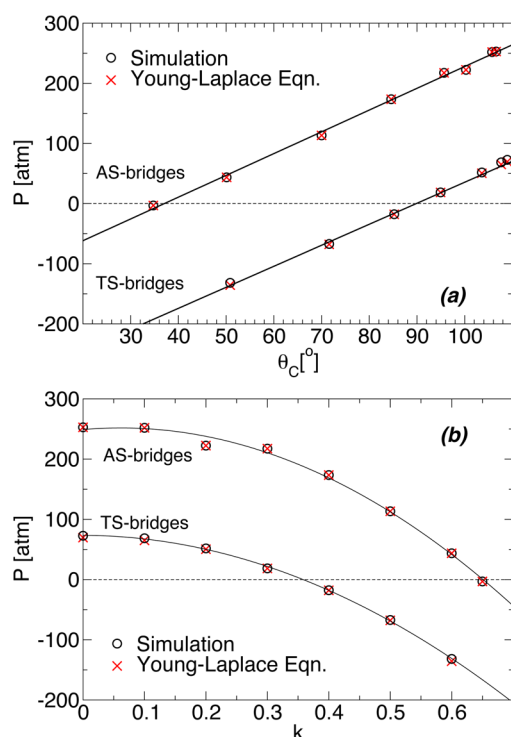 300
Simulation
Young-Laplace Eqn.
200
P [atm]
100
AS-bridges
0
-100
TS-bridges
(a)
-200
30 40 50 60 70 80 90 100
θC[°]
300
(b)
AS-bridges
200
P [atm]
100
TS-bridges
0
Simulation
-100
Young-Laplace Eqn.
-200
0 0.1 0.2 0.3 0.4 0.5 0.6
k